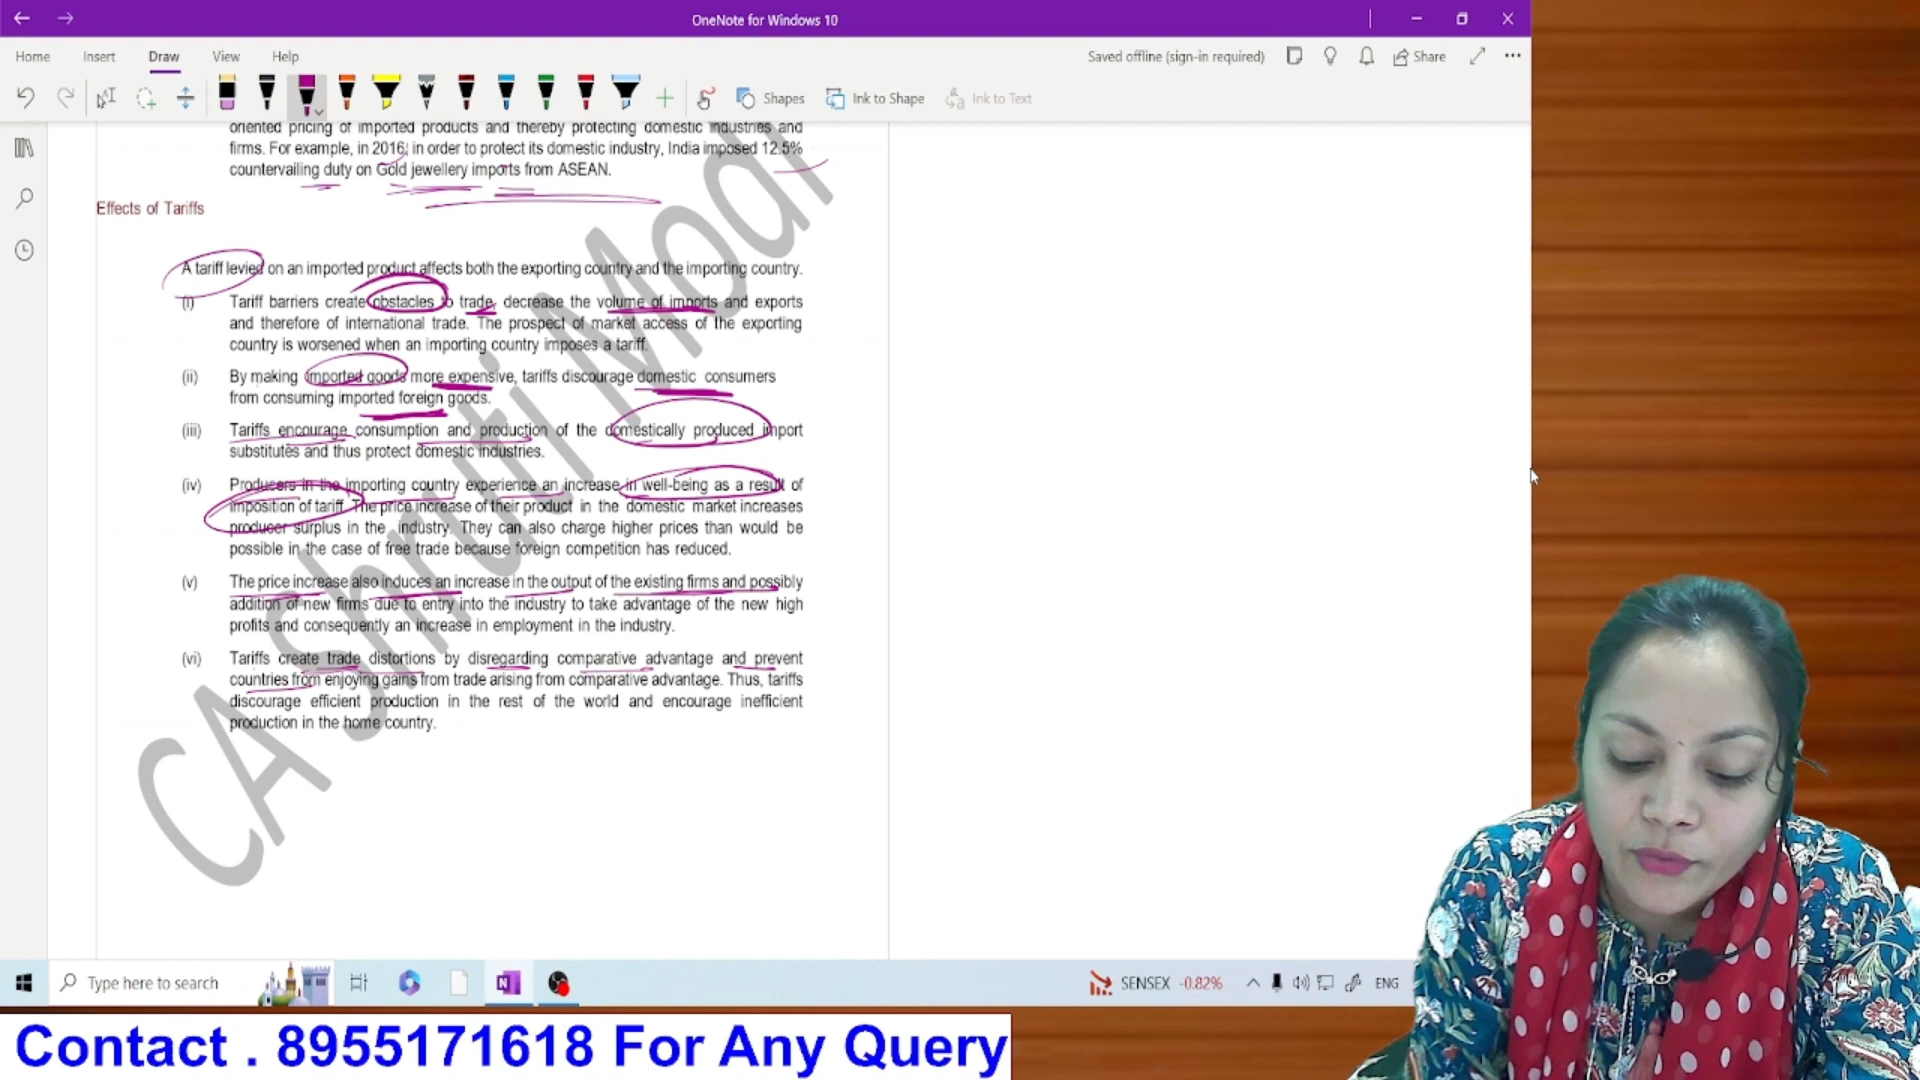 OneNote for Windows 10
Home Insert Draw View Help
Saved offline (sign-in required) Share
Shapes Ink to Shape Ink to Text
oriented pricing of imported products and thereby protecting domestic industries and
firms. For example, in 2016; in order to protect its domestic industry, India imposed 12.5%
countervailing duty on Gold jewellery imports from ASEAN.
Effects of Tariffs
A tariff levied on an imported product affects both the exporting country and the importing country.
(i) Tariff barriers create obstacles to trade, decrease the volume of imports and exports
and therefore of international trade. The prospect of market access of the exporting
country is worsened when an importing country imposes a tariff.
(ii) By making imported goods more expensive, tariffs discourage domestic consumers
from consuming imported foreign goods.
(iii) Tariffs encourage consumption and production of the domestically produced import
substitutes and thus protect domestic industries.
(iv) Producers in the importing country experience an increase in well-being as a result of
imposition of tariff. The price increase of their product in the domestic market increases
producer surplus in the industry. They can also charge higher prices than would be
possible in the case of free trade because foreign competition has reduced.
(v) The price increase also induces an increase in the output of the existing firms and possibly
addition of new firms due to entry into the industry to take advantage of the new high
profits and consequently an increase in employment in the industry.
(vi) Tariffs create trade distortions by disregarding comparative advantage and prevent
countries from enjoying gains from trade arising from comparative advantage. Thus, tariffs
discourage efficient production in the rest of the world and encourage inefficient
production in the home country.
CA Shruti Modi
Type here to search
SENSEX -0.82% ENG
Contact . 8955171618 For Any Query